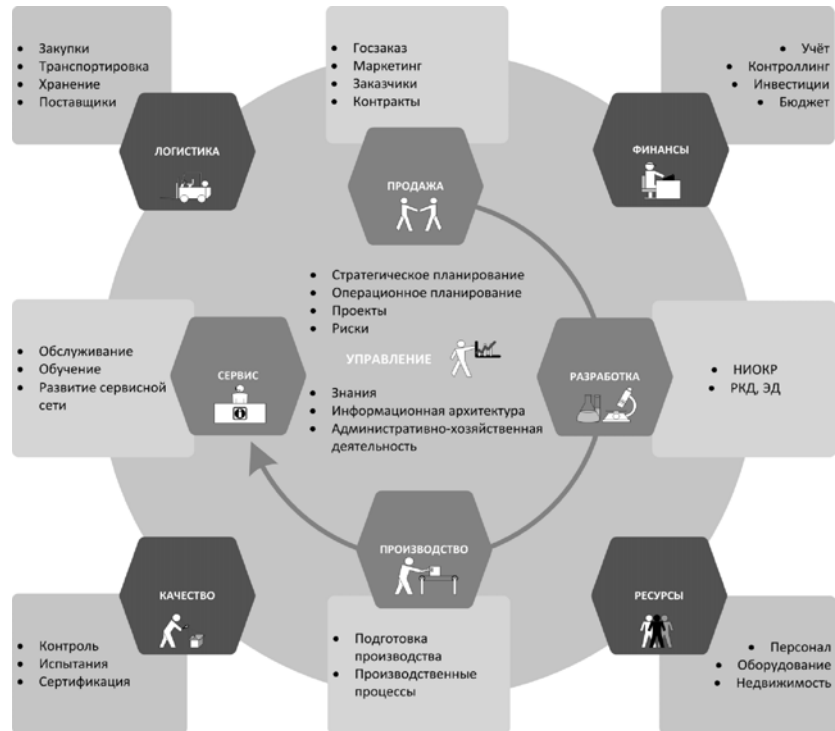 • Закупки
• Транспортировка
• Хранение
• Поставщики
ЛОГИСТИКА
• Госзаказ
• Маркетинг
• Заказчики
• Контракты
ПРОДАЖА
• Учёт
• Контроллинг
• Инвестиции
• Бюджет
ФИНАНСЫ
• Стратегическое планирование
• Операционное планирование
• Проекты
• Риски
УПРАВЛЕНИЕ
• Знания
• Информационная архитектура
• Административно-хозяйственная
деятельность
• Обслуживание
• Обучение
• Развитие сервисной
сети
СЕРВИС
РАЗРАБОТКА
• НИОКР
• РКД, ЭД
ПРОИЗВОДСТВО
• Подготовка
производства
• Производственные
процессы
КАЧЕСТВО
• Контроль
• Испытания
• Сертификация
РЕСУРСЫ
• Персонал
• Оборудование
• Недвижимость